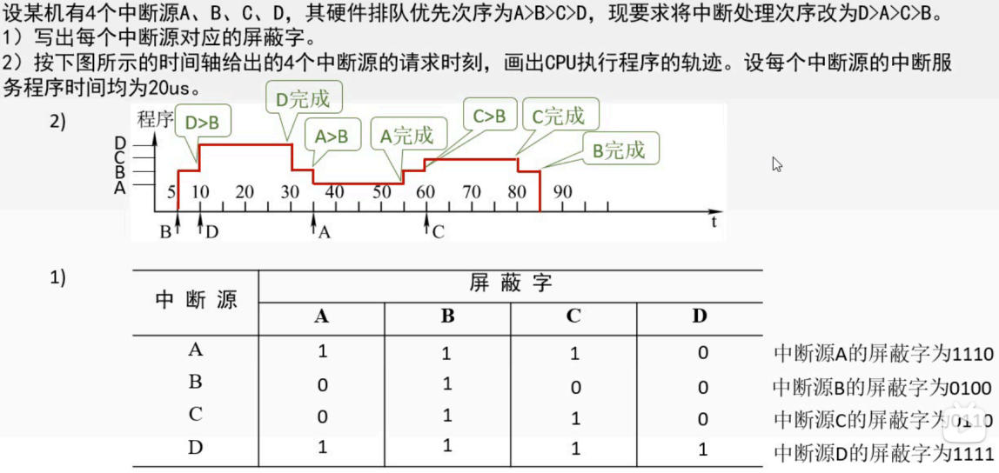 设某机有4个中断源A、B、C、D，其硬件排队优先次序为A>B>C>D，现要求将中断处理次序改为D>A>C>B。
1）写出每个中断源对应的屏蔽字。
2）按下图所示的时间轴给出的4个中断源的请求时刻，画出CPU执行程序的轨迹。设每个中断源的中断服
务程序时间均为20us。
2)
程序
D>B
D完成
A>B
A完成
C>B
C完成
B完成
D
C
B
A
5 10 20 30 40 50 60 70 80 90
B D A C t
1)
中断源 屏蔽字
A B C D
A 1 1 1 0 中断源A的屏蔽字为1110
B 0 1 0 0 中断源B的屏蔽字为0100
C 0 1 1 0 中断源C的屏蔽字为0110
D 1 1 1 1 中断源D的屏蔽字为1111